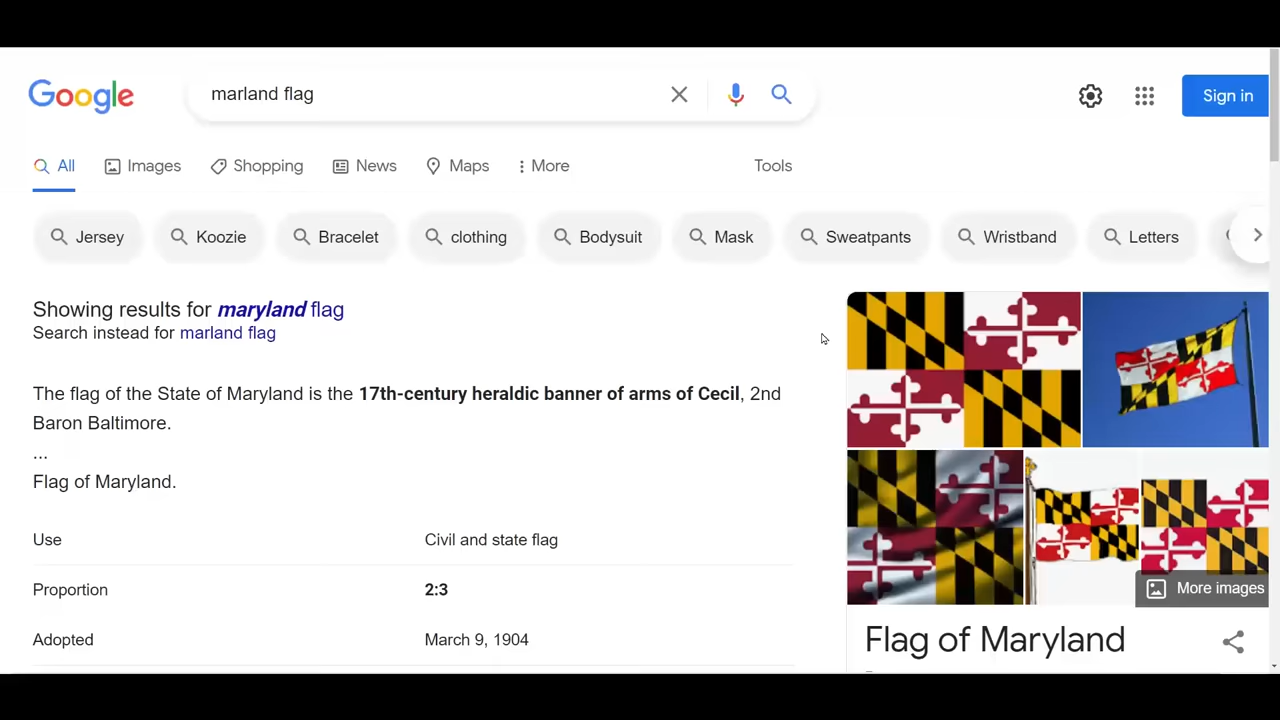 Google
marland flag
Sign in
All Images Shopping News Maps More Tools
Jersey Koozie Bracelet clothing Bodysuit Mask Sweatpants Wristband Letters
Showing results for maryland flag
Search instead for marland flag
The flag of the State of Maryland is the 17th-century heraldic banner of arms of Cecil, 2nd
Baron Baltimore.
...
Flag of Maryland.
Use Civil and state flag
Proportion 2:3
Adopted March 9, 1904
More images
Flag of Maryland